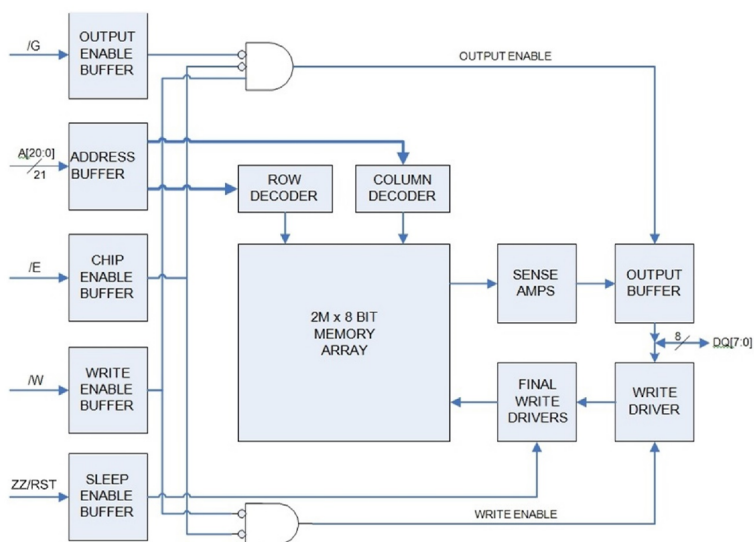 /G
OUTPUT
ENABLE
BUFFER
OUTPUT ENABLE
A[20:0]
21
ADDRESS
BUFFER
ROW
DECODER
COLUMN
DECODER
/E
CHIP
ENABLE
BUFFER
2M x 8 BIT
MEMORY
ARRAY
SENSE
AMPS
OUTPUT
BUFFER
8
DQ[7:0]
/W
WRITE
ENABLE
BUFFER
FINAL
WRITE
DRIVERS
WRITE
DRIVER
ZZ/RST
SLEEP
ENABLE
BUFFER
WRITE ENABLE